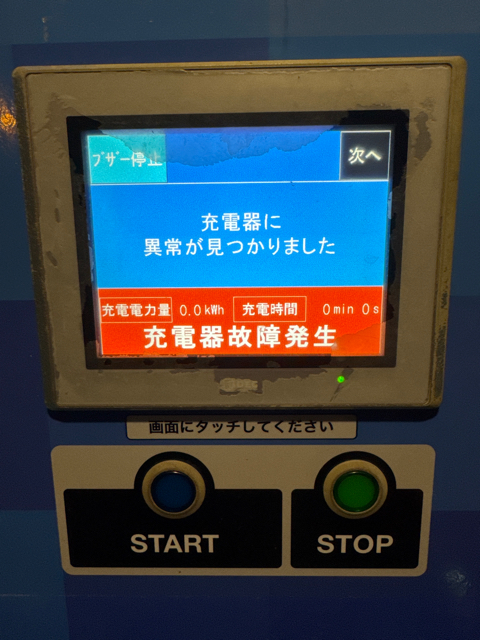 ブザー停止
次へ
充電器に
異常が見つかりました
充電電力量 0.0kWh 充電時間 0min 0s
充電器故障発生
画面にタッチしてください
START
STOP